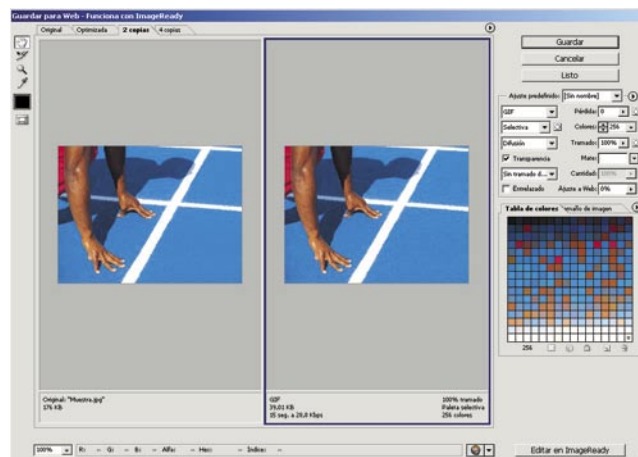 Guardar para Web - Funciona con ImageReady
Original Optimizada 2 copias 4 copias
Guardar
Cancelar
Listo
Ajuste predefinido: [Sin nombre]
GIF Pérdida: 0
Selectiva Colores: 256
Difusión Tramado: 100%
Transparencia Mate:
Sin tramado d... Cantidad: 100%
Entrelazado Ajuste a Web: 0%
Tabla de colores Tamaño de imagen
256
Original: "Muestra.jpg"
176 KB
GIF 100% tramado
39,01 KB Paleta selectiva
15 seg. a 28,8 Kbps 256 colores
100% R: -- G: -- B: -- Alfa: -- Hex: -- Índice: --
Editar en ImageReady